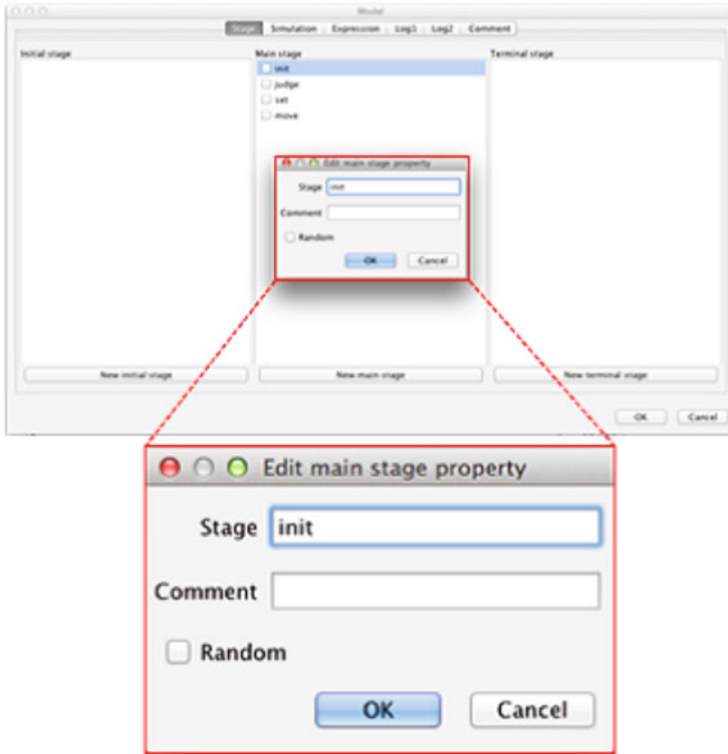 Model
Stage Simulation Expression Log1 Log2 Comment
Initial stage Main stage Terminal stage
init
judge
set
move
Edit main stage property
Stage init
Comment
Random
OK Cancel
New initial stage New main stage New terminal stage
OK Cancel
Edit main stage property
Stage init
Comment
Random
OK Cancel